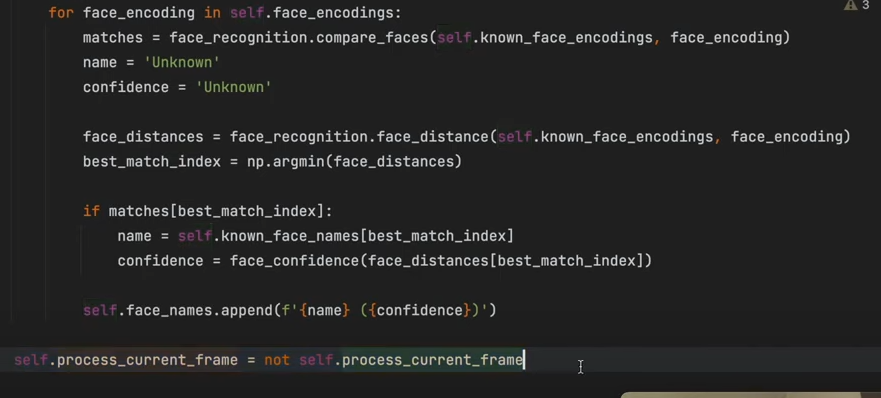 3
for face_encoding in self.face_encodings:
matches = face_recognition.compare_faces(self.known_face_encodings, face_encoding)
name = 'Unknown'
confidence = 'Unknown'
face_distances = face_recognition.face_distance(self.known_face_encodings, face_encoding)
best_match_index = np.argmin(face_distances)
if matches[best_match_index]:
name = self.known_face_names[best_match_index]
confidence = face_confidence(face_distances[best_match_index])
self.face_names.append(f'{name} ({confidence})')
self.process_current_frame = not self.process_current_frame